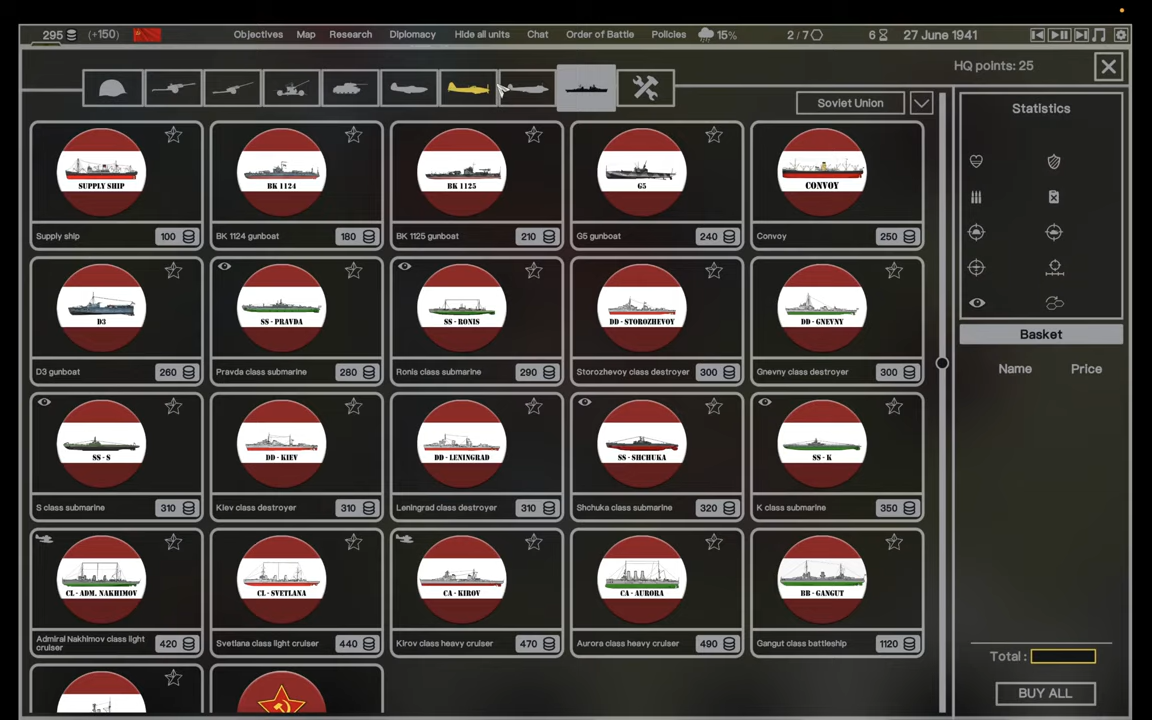 295 (+150) Objectives Map Research Diplomacy Hide all units Chat Order of Battle Policies 15% 2 / 7 6 27 June 1941
HQ points: 25
Soviet Union
Statistics
SUPPLY SHIP BK 1124 BK 1125 G5 CONVOY
Supply ship 100 BK 1124 gunboat 180 BK 1125 gunboat 210 G5 gunboat 240 Convoy 250
D3 SS - PRAVDA SS - RONIS DD - STOROZHEVOY DD - GNEVNY
D3 gunboat 260 Pravda class submarine 280 Ronis class submarine 290 Storozhevoy class destroyer 300 Gnevny class destroyer 300
Basket
Name Price
SS - S DD - KIEV DD - LENINGRAD SS - SHCHUKA SS - K
S class submarine 310 Kiev class destroyer 310 Leningrad class destroyer 310 Shchuka class submarine 320 K class submarine 350
CL - ADM. NAKHIMOV CL - SVETLANA CA - KIROV CA - AURORA BB - GANGUT
Admiral Nakhimov class light
cruiser 420 Svetlana class light cruiser 440 Kirov class heavy cruiser 470 Aurora class heavy cruiser 490 Gangut class battleship 1120
Total :
BUY ALL